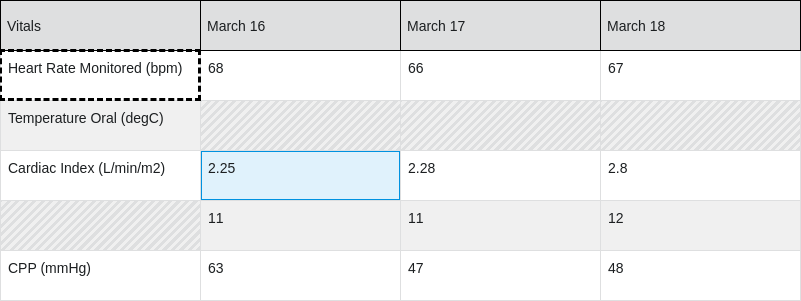 Vitals March 16 March 17 March 18
Heart Rate Monitored (bpm) 68 66 67
Temperature Oral (degC)
Cardiac Index (L/min/m2) 2.25 2.28 2.8
11 11 12
CPP (mmHg) 63 47 48